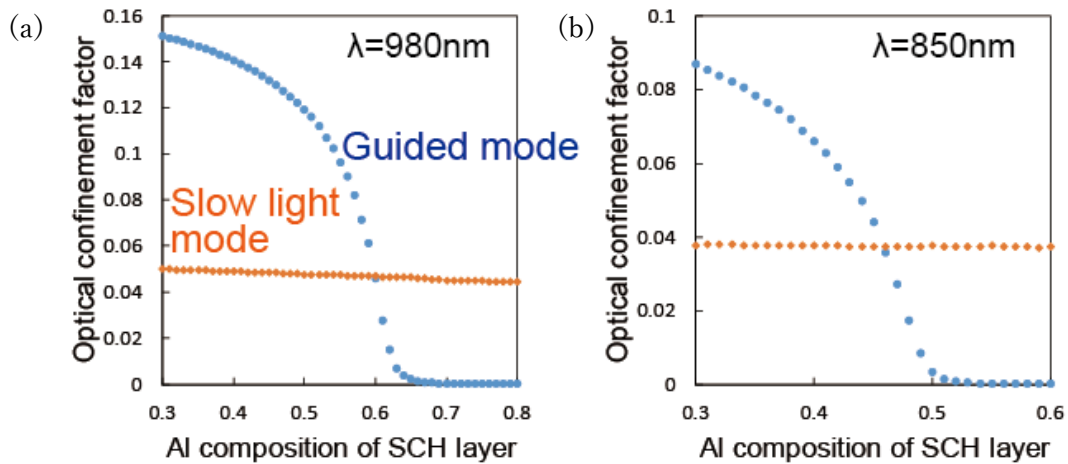 (a)
λ=980nm
Optical confinement factor
0.16
0.14
0.12
0.1
0.08
0.06
0.04
0.02
0
Guided mode
Slow light
mode
0.3 0.4 0.5 0.6 0.7 0.8
Al composition of SCH layer
(b)
λ=850nm
Optical confinement factor
0.1
0.08
0.06
0.04
0.02
0
0.3 0.4 0.5 0.6
Al composition of SCH layer